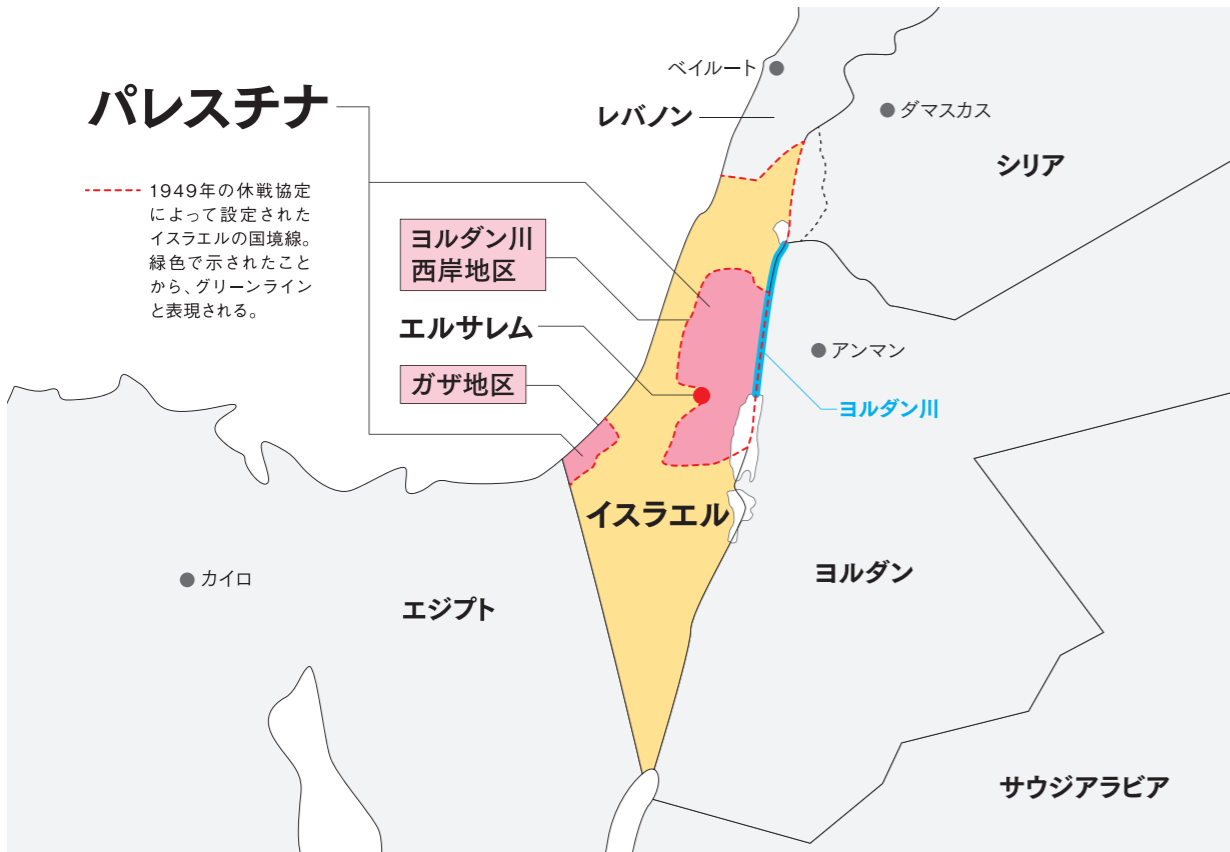 パレスチナ
1949年の休戦協定
によって設定された
イスラエルの国境線。
緑色で示されたこと
から、グリーンライン
と表現される。
ベイルート
レバノン
ダマスカス
シリア
ヨルダン川
西岸地区
エルサレム
ガザ地区
アンマン
ヨルダン川
イスラエル
カイロ
エジプト
ヨルダン
サウジアラビア